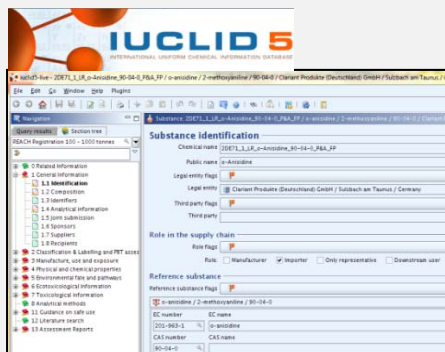 IUCLID 5
INTERNATIONAL UNIFORM CHEMICAL INFORMATION DATABASE
iuclid5-live - 20E71_1_LR_o-Anisidine_90-04-0_P&A_FP / o-anisidine / 2-methoxyaniline / 90-04-0 / Clariant Produkte (Deutschland) GmbH / Sulzbach am Taunus /
File Edit Go Window Help Plugins
Navigation
Query results Section tree
REACH Registration 100 - 1000 tonnes
0 Related Information
1 General Information
1.1 Identification
1.2 Composition
1.3 Identifiers
1.4 Analytical information
1.5 Joint submission
1.6 Sponsors
1.7 Suppliers
1.8 Recipients
2 Classification & Labelling and PBT asses
3 Manufacture, use and exposure
4 Physical and chemical properties
5 Environmental fate and pathways
6 Ecotoxicological Information
7 Toxicological information
8 Analytical methods
11 Guidance on safe use
12 Literature search
13 Assessment Reports
Substance: 20E71_1_LR_o-Anisidine_90-04-0_P&A_FP / o-anisidine / 2-methoxyaniline / 90-04-0 / Clariant
Substance identification
Chemical name 20E71_1_LR_o-Anisidine_90-04-0_P&A_FP
Public name o-Anisidine
Legal entity flags
Legal entity Clariant Produkte (Deutschland) GmbH / Sulzbach am Taunus / Germany
Third party flags
Third party
Role in the supply chain
Role flags
Role: Manufacturer Importer Only representative Downstream user
Reference substance
Reference substance flags
o-anisidine / 2-methoxyaniline / 90-04-0
EC number EC name
201-963-1 o-anisidine
CAS number CAS name
90-04-0